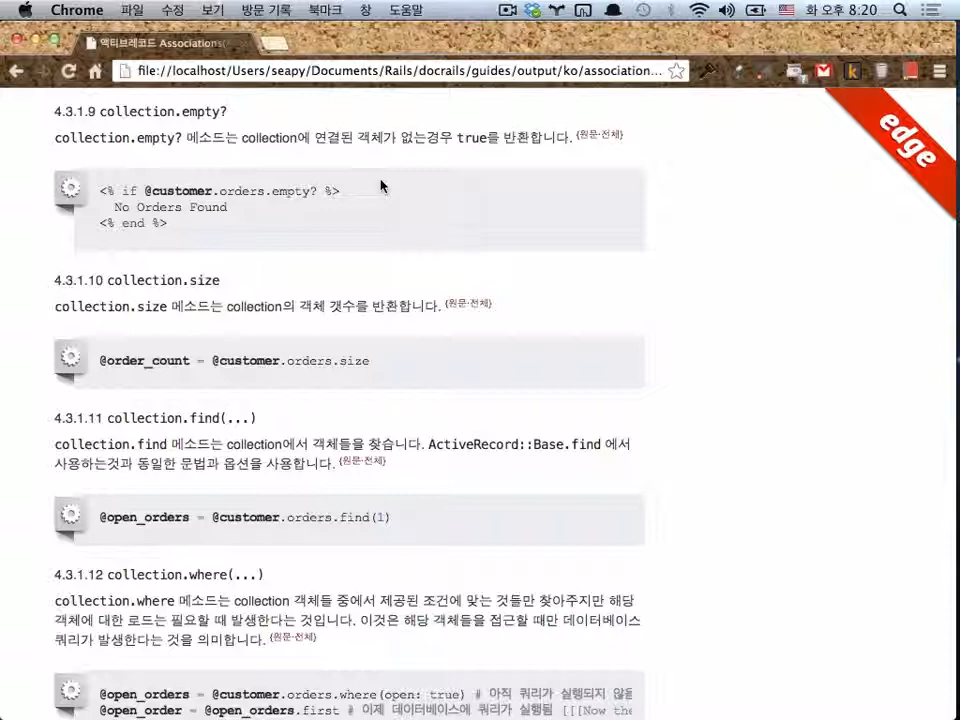 Chrome 파일 수정 보기 방문 기록 북마크 창 도움말 화 오후 8:20
액티브레코드 Associations(
file://localhost/Users/seapy/Documents/Rails/docrails/guides/output/ko/association...
edge
4.3.1.9 collection.empty?
collection.empty? 메소드는 collection에 연결된 객체가 없는경우 true를 반환합니다. {원문·전체}
<% if @customer.orders.empty? %>
No Orders Found
<% end %>
4.3.1.10 collection.size
collection.size 메소드는 collection의 객체 갯수를 반환합니다. {원문·전체}
@order_count = @customer.orders.size
4.3.1.11 collection.find(...)
collection.find 메소드는 collection에서 객체들을 찾습니다. ActiveRecord::Base.find 에서
사용하는것과 동일한 문법과 옵션을 사용합니다. {원문·전체}
@open_orders = @customer.orders.find(1)
4.3.1.12 collection.where(...)
collection.where 메소드는 collection 객체들 중에서 제공된 조건에 맞는 것들만 찾아주지만 해당
객체에 대한 로드는 필요할 때 발생한다는 것입니다. 이것은 해당 객체들을 접근할 때만 데이터베이스
쿼리가 발생한다는 것을 의미합니다. {원문·전체}
@open_orders = @customer.orders.where(open: true) # 아직 쿼리가 실행되지 않음
@open_order = @open_orders.first # 이제 데이터베이스에 쿼리가 실행됨 [[[Now the